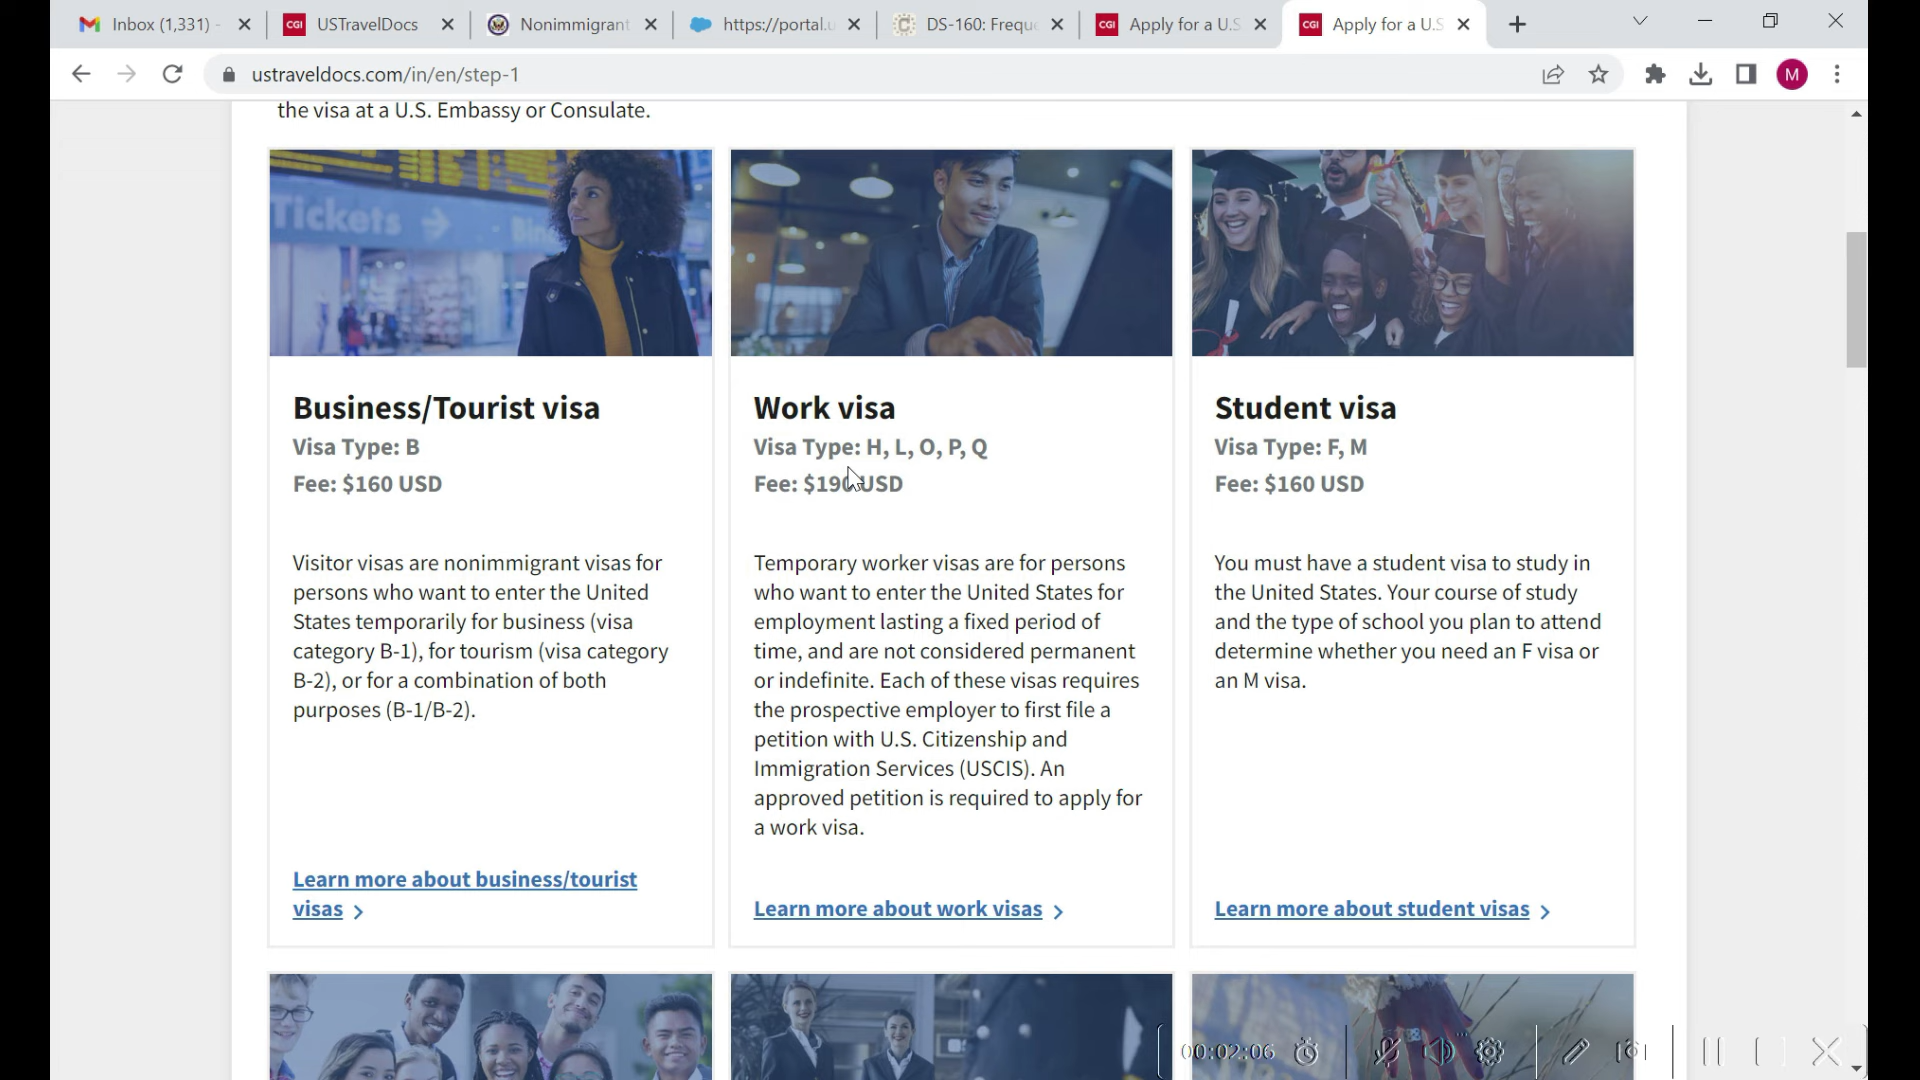 Inbox (1,331) -
CGI
USTravelDocs
Nonimmigrant
https://portal.u
DS-160: Freque
CGI
Apply for a U.S
CGI
Apply for a U.S
ustraveldocs.com/in/en/step-1
M
the visa at a U.S. Embassy or Consulate.
Tickets
Business/Tourist visa
Visa Type: B
Fee: $160 USD
Visitor visas are nonimmigrant visas for
persons who want to enter the United
States temporarily for business (visa
category B-1), for tourism (visa category
B-2), or for a combination of both
purposes (B-1/B-2).
Learn more about business/tourist
visas
Work visa
Visa Type: H, L, O, P, Q
Fee: $190 USD
Temporary worker visas are for persons
who want to enter the United States for
employment lasting a fixed period of
time, and are not considered permanent
or indefinite. Each of these visas requires
the prospective employer to first file a
petition with U.S. Citizenship and
Immigration Services (USCIS). An
approved petition is required to apply for
a work visa.
Learn more about work visas
Student visa
Visa Type: F, M
Fee: $160 USD
You must have a student visa to study in
the United States. Your course of study
and the type of school you plan to attend
determine whether you need an F visa or
an M visa.
Learn more about student visas
00:02:06